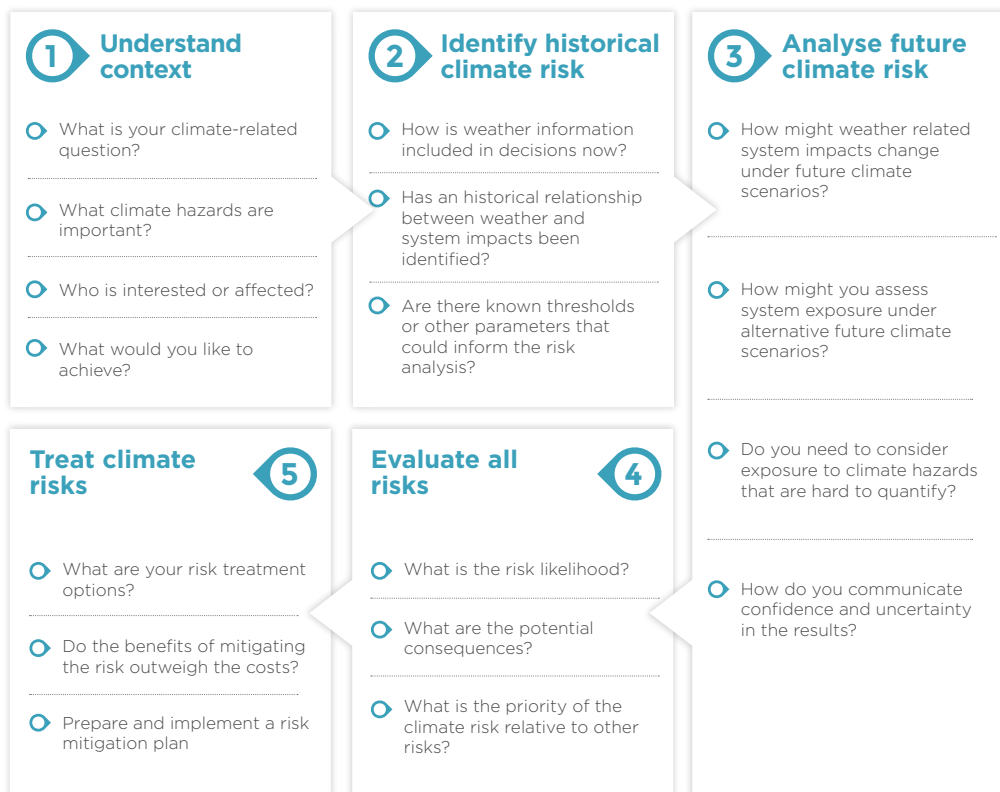 1
Understand
context
What is your climate-related
question?
What climate hazards are
important?
Who is interested or affected?
What would you like to
achieve?
2
Identify historical
climate risk
How is weather information
included in decisions now?
Has an historical relationship
between weather and
system impacts been
identified?
Are there known thresholds
or other parameters that
could inform the risk
analysis?
3
Analyse future
climate risk
How might weather related
system impacts change
under future climate
scenarios?
How might you assess
system exposure under
alternative future climate
scenarios?
Do you need to consider
exposure to climate hazards
that are hard to quantify?
How do you communicate
confidence and uncertainty
in the results?
Evaluate all
risks
4
What is the risk likelihood?
What are the potential
consequences?
What is the priority of the
climate risk relative to other
risks?
Treat climate
risks
5
What are your risk treatment
options?
Do the benefits of mitigating
the risk outweigh the costs?
Prepare and implement a risk
mitigation plan